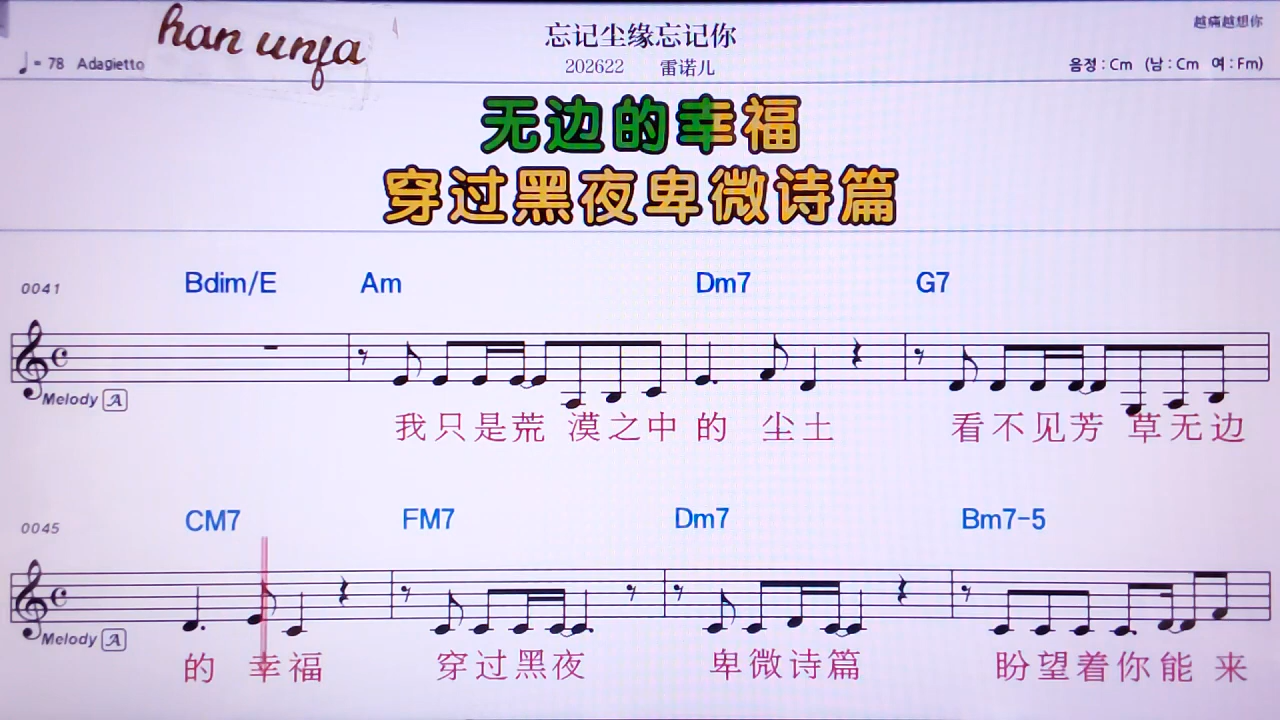 han unfa
忘记尘缘忘记你
越痛越想你
♩= 78 Adagietto
202622 雷诺儿
음정 : Cm (남 : Cm 여 : Fm)
无边的幸福
穿过黑夜卑微诗篇
0041 Bdim/E Am Dm7 G7
Melody A
我只是荒漠之中的尘土 看不见芳草无边
0045 CM7 FM7 Dm7 Bm7-5
Melody A
的幸福 穿过黑夜 卑微诗篇 盼望着你能来